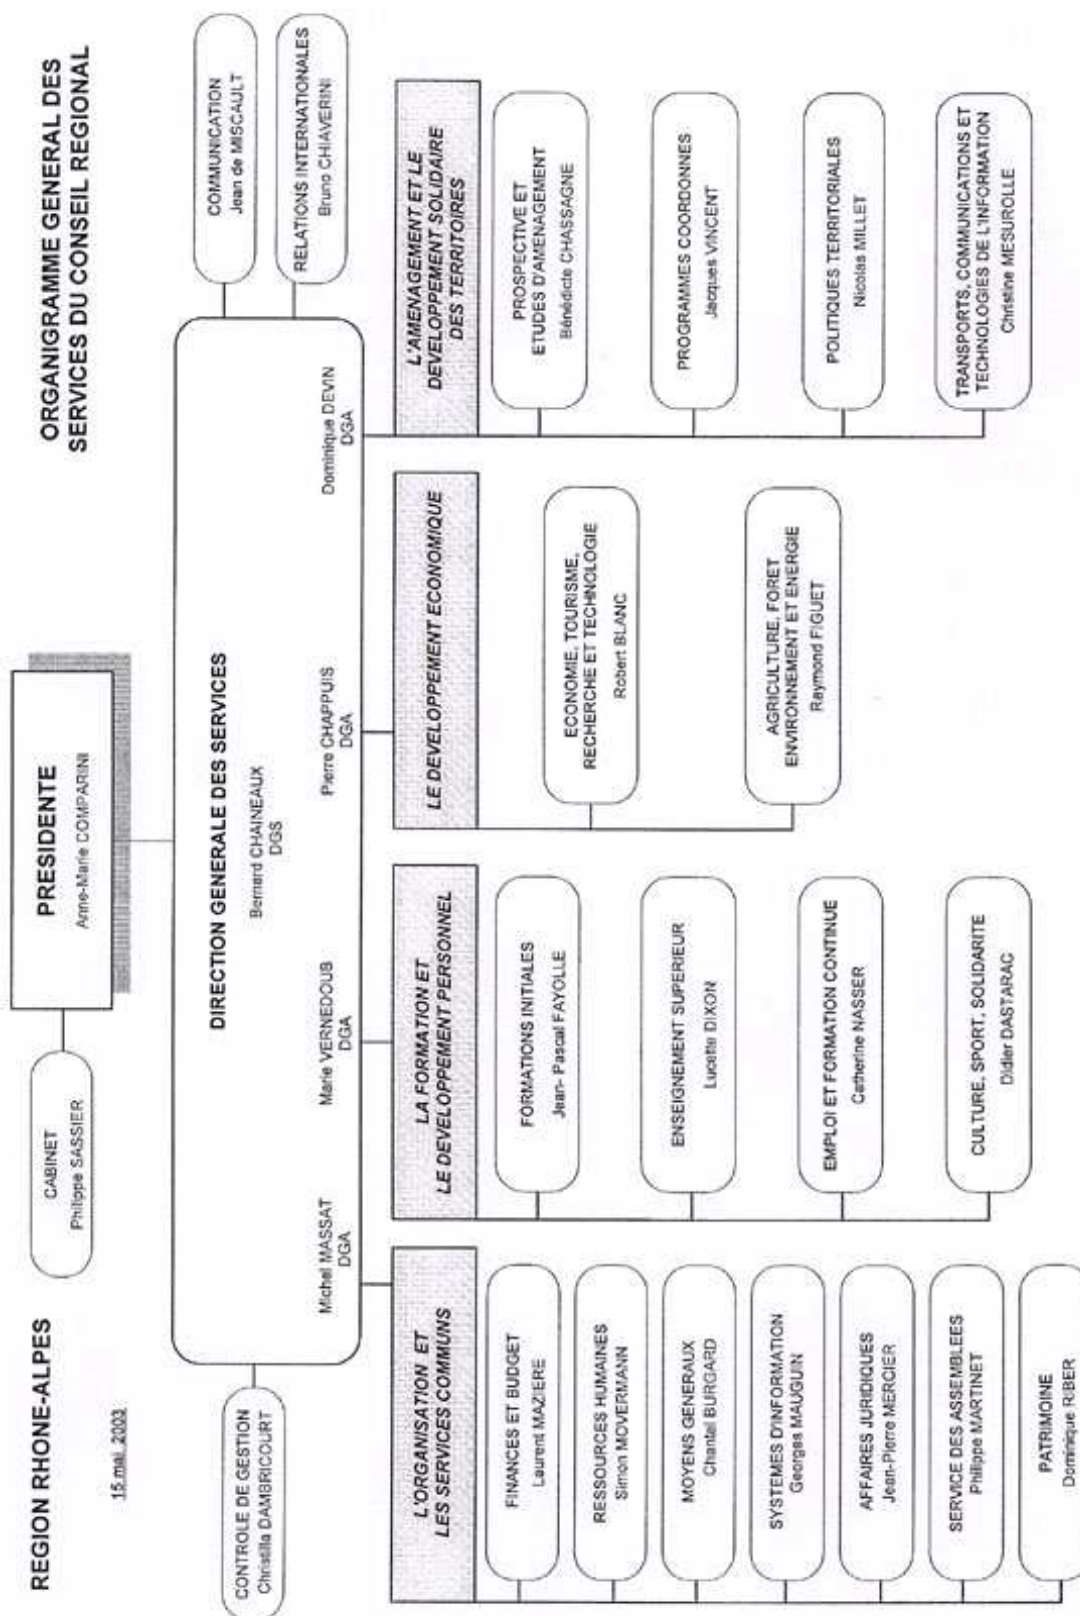 REGION RHONE-ALPES
15 mai 2003
ORGANIGRAMME GENERAL DES
SERVICES DU CONSEIL REGIONAL
PRESIDENTE
Anne-Marie COMPARINI
CABINET
Philippe SASSIER
DIRECTION GENERALE DES SERVICES
Bernard CHAINEAUX
DGS
CONTROLE DE GESTION
Christilla DAMBRICOURT
COMMUNICATION
Jean de MISCAULT
RELATIONS INTERNATIONALES
Bruno CHIAVERINI
Michel MASSAT
DGA
Marie VERNEDOUB
DGA
Pierre CHAPPUIS
DGA
Dominique DEVIN
DGA
L'ORGANISATION ET
LES SERVICES COMMUNS
FINANCES ET BUDGET
Laurent MAZIERE
RESSOURCES HUMAINES
Simon MOVERMANN
MOYENS GENERAUX
Chantal BURGARD
SYSTEMES D'INFORMATION
Georges MAUGUIN
AFFAIRES JURIDIQUES
Jean-Pierre MERCIER
SERVICE DES ASSEMBLEES
Philippe MARTINET
PATRIMOINE
Dominique RIBER
LA FORMATION ET
LE DEVELOPPEMENT PERSONNEL
FORMATIONS INITIALES
Jean- Pascal FAYOLLE
ENSEIGNEMENT SUPERIEUR
Lucette DIXON
EMPLOI ET FORMATION CONTINUE
Catherine NASSER
CULTURE, SPORT, SOLIDARITE
Didier DASTARAC
LE DEVELOPPEMENT ECONOMIQUE
ECONOMIE, TOURISME,
RECHERCHE ET TECHNOLOGIE
Robert BLANC
AGRICULTURE, FORET
ENVIRONNEMENT ET ENERGIE
Raymond FIGUET
L'AMENAGEMENT ET LE
DEVELOPPEMENT SOLIDAIRE
DES TERRITOIRES
PROSPECTIVE ET
ETUDES D'AMENAGEMENT
Bénédicte CHASSAGNE
PROGRAMMES COORDONNES
Jacques VINCENT
POLITIQUES TERRITORIALES
Nicolas MILLET
TRANSPORTS, COMMUNICATIONS ET
TECHNOLOGIES DE L'INFORMATION
Christine MESUROLLE